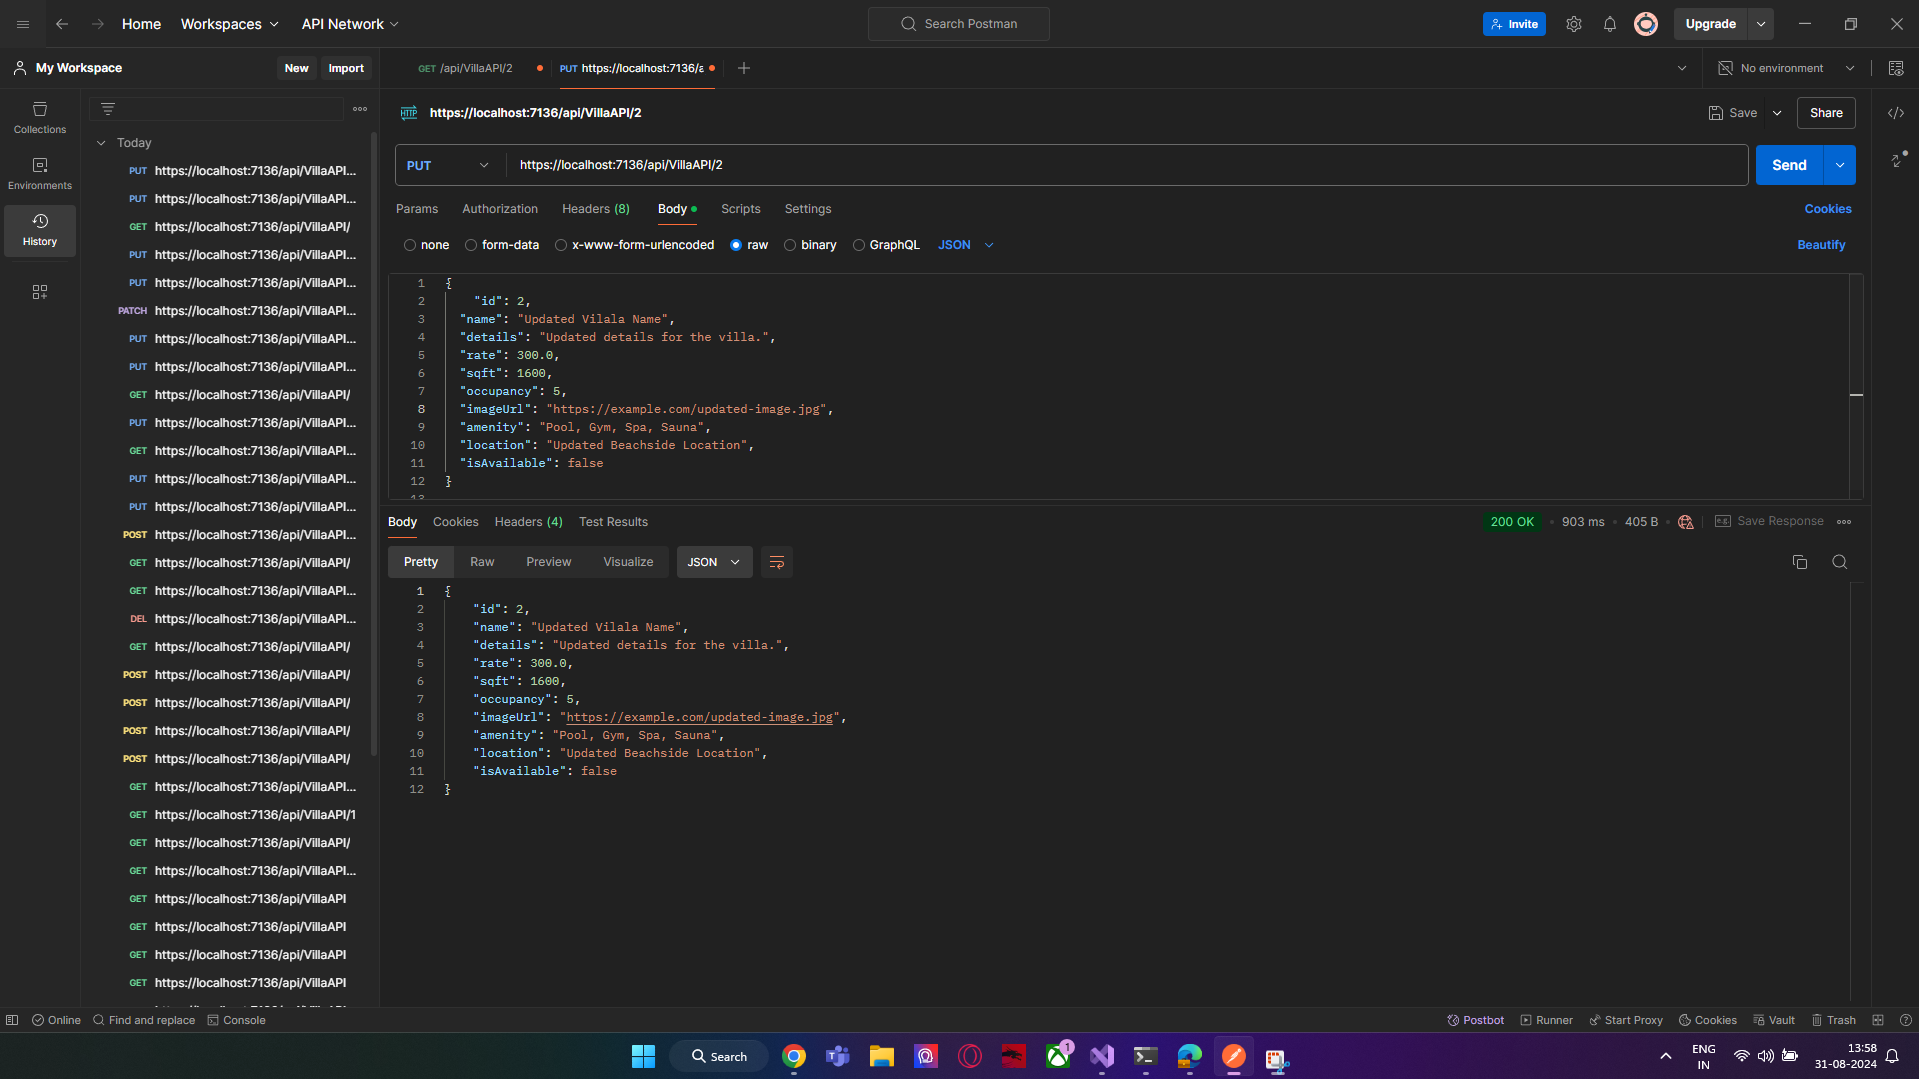 Home Workspaces API Network Search Postman Invite Upgrade
My Workspace New Import GET /api/VillaAPI/2 PUT https://localhost:7136/a No environment
Collections
Environments
History
Today
PUT https://localhost:7136/api/VillaAPI...
PUT https://localhost:7136/api/VillaAPI...
GET https://localhost:7136/api/VillaAPI/
PUT https://localhost:7136/api/VillaAPI...
PUT https://localhost:7136/api/VillaAPI...
PATCH https://localhost:7136/api/VillaAPI...
PUT https://localhost:7136/api/VillaAPI...
PUT https://localhost:7136/api/VillaAPI...
GET https://localhost:7136/api/VillaAPI/
PUT https://localhost:7136/api/VillaAPI...
GET https://localhost:7136/api/VillaAPI...
PUT https://localhost:7136/api/VillaAPI...
PUT https://localhost:7136/api/VillaAPI...
POST https://localhost:7136/api/VillaAPI...
GET https://localhost:7136/api/VillaAPI/
GET https://localhost:7136/api/VillaAPI...
DEL https://localhost:7136/api/VillaAPI...
GET https://localhost:7136/api/VillaAPI/
POST https://localhost:7136/api/VillaAPI/
POST https://localhost:7136/api/VillaAPI/
POST https://localhost:7136/api/VillaAPI/
POST https://localhost:7136/api/VillaAPI/
GET https://localhost:7136/api/VillaAPI...
GET https://localhost:7136/api/VillaAPI/1
GET https://localhost:7136/api/VillaAPI/
GET https://localhost:7136/api/VillaAPI...
GET https://localhost:7136/api/VillaAPI
GET https://localhost:7136/api/VillaAPI
GET https://localhost:7136/api/VillaAPI
GET https://localhost:7136/api/VillaAPI
HTTP https://localhost:7136/api/VillaAPI/2 Save Share
PUT https://localhost:7136/api/VillaAPI/2 Send
Params Authorization Headers (8) Body Scripts Settings Cookies
none form-data x-www-form-urlencoded raw binary GraphQL JSON Beautify
1 {
2 "id": 2,
3 "name": "Updated Vilala Name",
4 "details": "Updated details for the villa.",
5 "rate": 300.0,
6 "sqft": 1600,
7 "occupancy": 5,
8 "imageUrl": "https://example.com/updated-image.jpg",
9 "amenity": "Pool, Gym, Spa, Sauna",
10 "location": "Updated Beachside Location",
11 "isAvailable": false
12 }
Body Cookies Headers (4) Test Results 200 OK 903 ms 405 B Save Response
Pretty Raw Preview Visualize JSON
1 {
2 "id": 2,
3 "name": "Updated Vilala Name",
4 "details": "Updated details for the villa.",
5 "rate": 300.0,
6 "sqft": 1600,
7 "occupancy": 5,
8 "imageUrl": "https://example.com/updated-image.jpg",
9 "amenity": "Pool, Gym, Spa, Sauna",
10 "location": "Updated Beachside Location",
11 "isAvailable": false
12 }
Online Find and replace Console Postbot Runner Start Proxy Cookies Vault Trash
Search 1 ENG 13:58
IN 31-08-2024